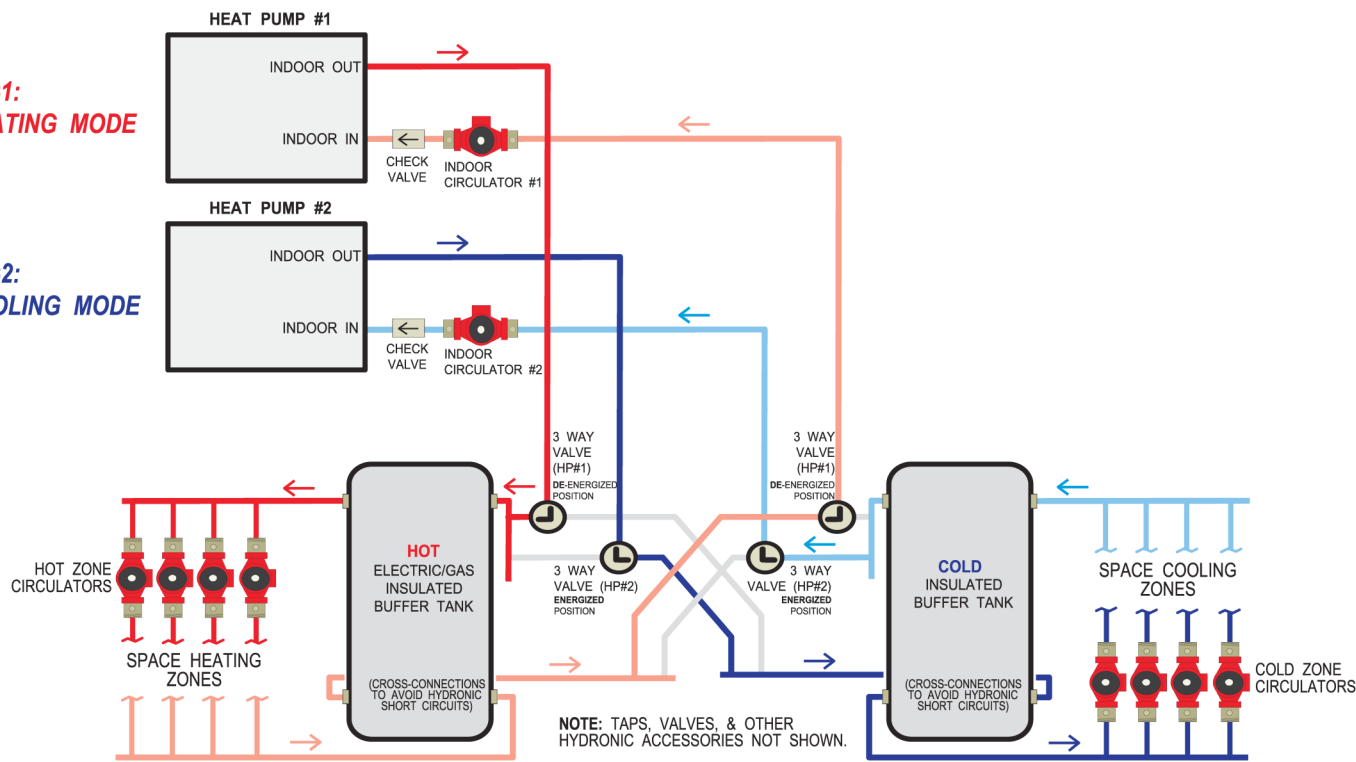 HEAT PUMP #1
INDOOR OUT
1:
ATING MODE
INDOOR IN
CHECK
VALVE
INDOOR
CIRCULATOR #1
HEAT PUMP #2
INDOOR OUT
2:
OLING MODE
INDOOR IN
CHECK
VALVE
INDOOR
CIRCULATOR #2
3 WAY
VALVE
(HP#1)
DE-ENERGIZED
POSITION
3 WAY
VALVE
(HP#1)
DE-ENERGIZED
POSITION
HOT
ELECTRIC/GAS
INSULATED
BUFFER TANK
HOT ZONE
CIRCULATORS
3 WAY
VALVE (HP#2)
ENERGIZED
POSITION
3 WAY
VALVE (HP#2)
ENERGIZED
POSITION
COLD
INSULATED
BUFFER TANK
SPACE COOLING
ZONES
SPACE HEATING
ZONES
(CROSS-CONNECTIONS
TO AVOID HYDRONIC
SHORT CIRCUITS)
(CROSS-CONNECTIONS
TO AVOID HYDRONIC
SHORT CIRCUITS)
COLD ZONE
CIRCULATORS
NOTE: TAPS, VALVES, & OTHER
HYDRONIC ACCESSORIES NOT SHOWN.